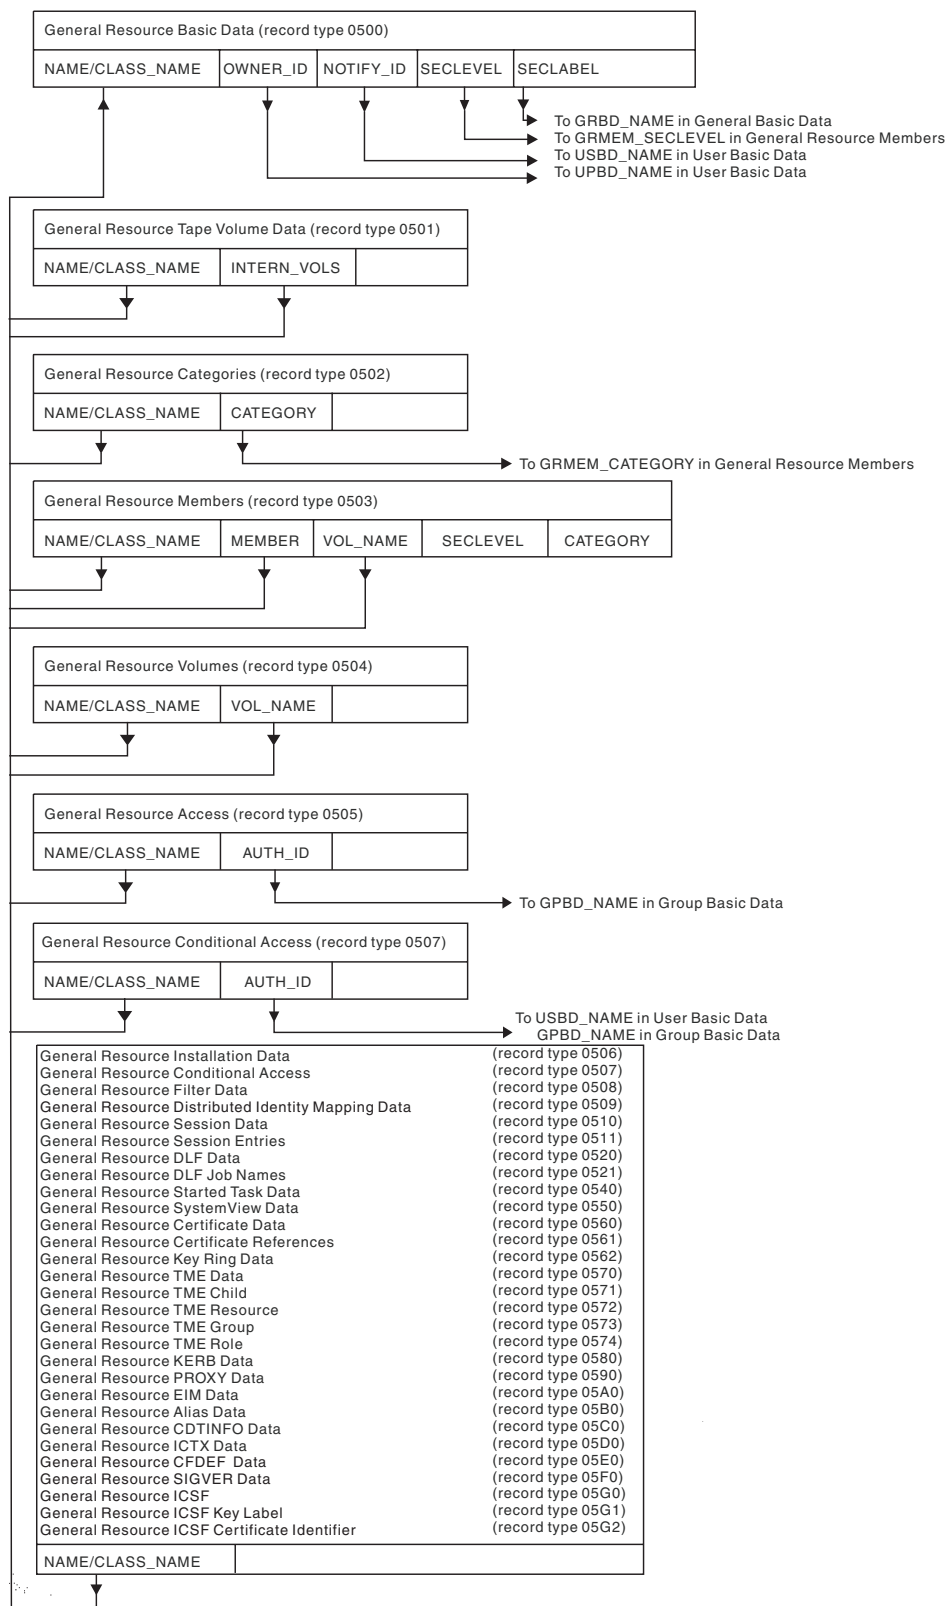 General Resource Basic Data (record type 0500)
NAME/CLASS_NAME OWNER_ID NOTIFY_ID SECLEVEL SECLABEL
To GRBD_NAME in General Basic Data
To GRMEM_SECLEVEL in General Resource Members
To USBD_NAME in User Basic Data
To UPBD_NAME in User Basic Data
General Resource Tape Volume Data (record type 0501)
NAME/CLASS_NAME INTERN_VOLS
General Resource Categories (record type 0502)
NAME/CLASS_NAME CATEGORY
To GRMEM_CATEGORY in General Resource Members
General Resource Members (record type 0503)
NAME/CLASS_NAME MEMBER VOL_NAME SECLEVEL CATEGORY
General Resource Volumes (record type 0504)
NAME/CLASS_NAME VOL_NAME
General Resource Access (record type 0505)
NAME/CLASS_NAME AUTH_ID
To GPBD_NAME in Group Basic Data
General Resource Conditional Access (record type 0507)
NAME/CLASS_NAME AUTH_ID
To USBD_NAME in User Basic Data
GPBD_NAME in Group Basic Data
General Resource Installation Data (record type 0506)
General Resource Conditional Access (record type 0507)
General Resource Filter Data (record type 0508)
General Resource Distributed Identity Mapping Data (record type 0509)
General Resource Session Data (record type 0510)
General Resource Session Entries (record type 0511)
General Resource DLF Data (record type 0520)
General Resource DLF Job Names (record type 0521)
General Resource Started Task Data (record type 0540)
General Resource SystemView Data (record type 0550)
General Resource Certificate Data (record type 0560)
General Resource Certificate References (record type 0561)
General Resource Key Ring Data (record type 0562)
General Resource TME Data (record type 0570)
General Resource TME Child (record type 0571)
General Resource TME Resource (record type 0572)
General Resource TME Group (record type 0573)
General Resource TME Role (record type 0574)
General Resource KERB Data (record type 0580)
General Resource PROXY Data (record type 0590)
General Resource EIM Data (record type 05A0)
General Resource Alias Data (record type 05B0)
General Resource CDTINFO Data (record type 05C0)
General Resource ICTX Data (record type 05D0)
General Resource CFDEF Data (record type 05E0)
General Resource SIGVER Data (record type 05F0)
General Resource ICSF (record type 05G0)
General Resource ICSF Key Label (record type 05G1)
General Resource ICSF Certificate Identifier (record type 05G2)
NAME/CLASS_NAME